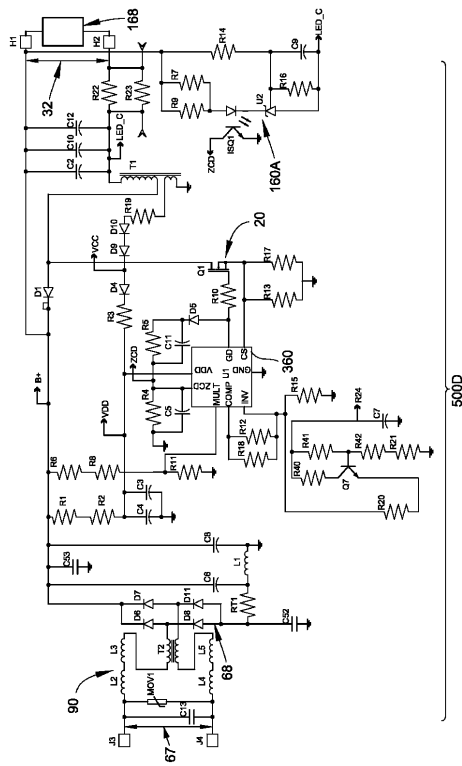 168
H1
H2
32
R22
R23
R14
C9
LED_C
R7
R9
R16
U2
ISQ1
ZCD
160A
C12
C10
C2
LED_C
T1
R19
D10
D9
VCC
D4
R3
D1
B+
VDD
ZCD
R5
C11
D5
R4
C5
R10
Q1
20
R17
R13
MULT
ZCD
VDD
COMP
U1
GD
INV
GND
CS
360
R6
R8
R11
R1
R2
C3
C4
R12
R18
R15
R24
C7
R41
R40
R42
R21
Q7
R20
C53
C8
C6
L1
RT1
C52
D7
D6
D11
D8
T2
68
L3
L2
L5
L4
MOV1
C13
90
67
J3
J4
500D